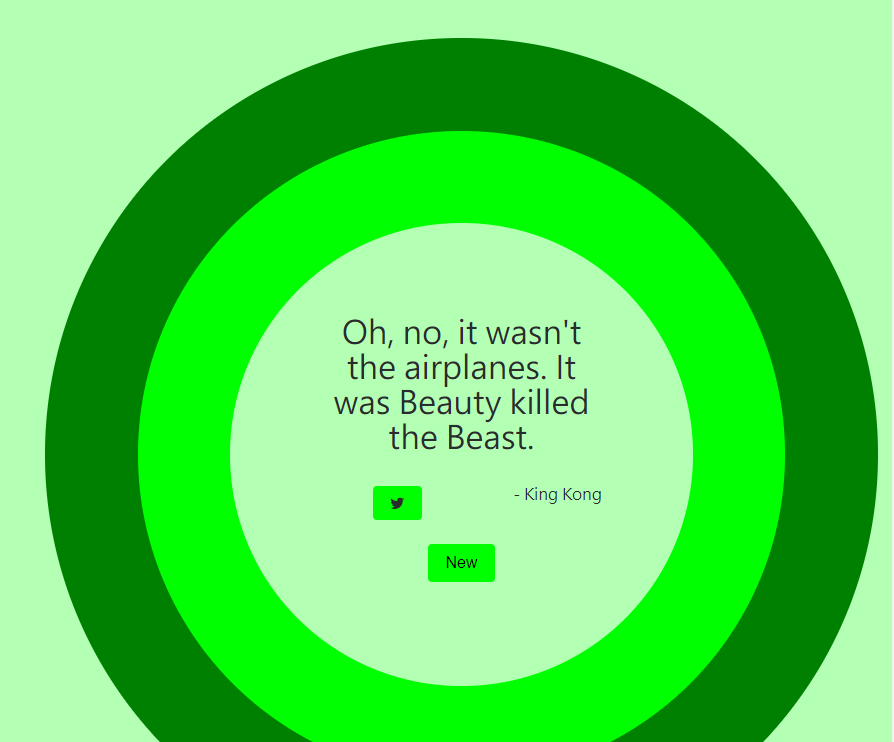 Oh, no, it wasn't
the airplanes. It
was Beauty killed
the Beast.
- King Kong
New